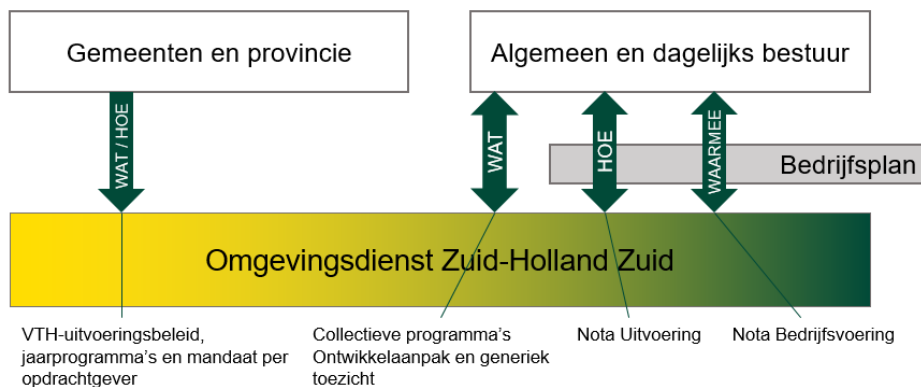 Gemeenten en provincie
Algemeen en dagelijks bestuur
WAT / HOE
WAT
HOE
WAARMEE
Bedrijfsplan
Omgevingsdienst Zuid-Holland Zuid
VTH-uitvoeringsbeleid,
jaarprogramma's en mandaat per
opdrachtgever
Collectieve programma's
Ontwikkelaanpak en generiek
toezicht
Nota Uitvoering
Nota Bedrijfsvoering